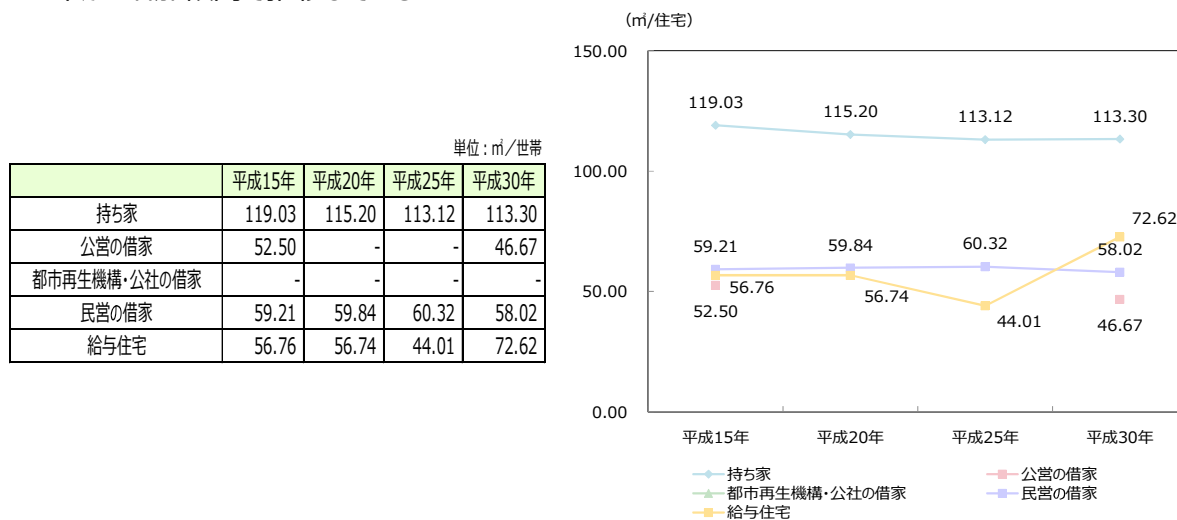 (㎡/住宅)
単位：㎡／世帯
平成15年 平成20年 平成25年 平成30年
持ち家 119.03 115.20 113.12 113.30
公営の借家 52.50 - - 46.67
都市再生機構・公社の借家 - - - -
民営の借家 59.21 59.84 60.32 58.02
給与住宅 56.76 56.74 44.01 72.62
150.00
119.03 115.20 113.12 113.30
100.00
72.62
59.21 59.84 60.32 58.02
50.00
56.76 56.74 44.01
52.50 46.67
0.00
平成15年 平成20年 平成25年 平成30年
持ち家 公営の借家
都市再生機構・公社の借家 民営の借家
給与住宅